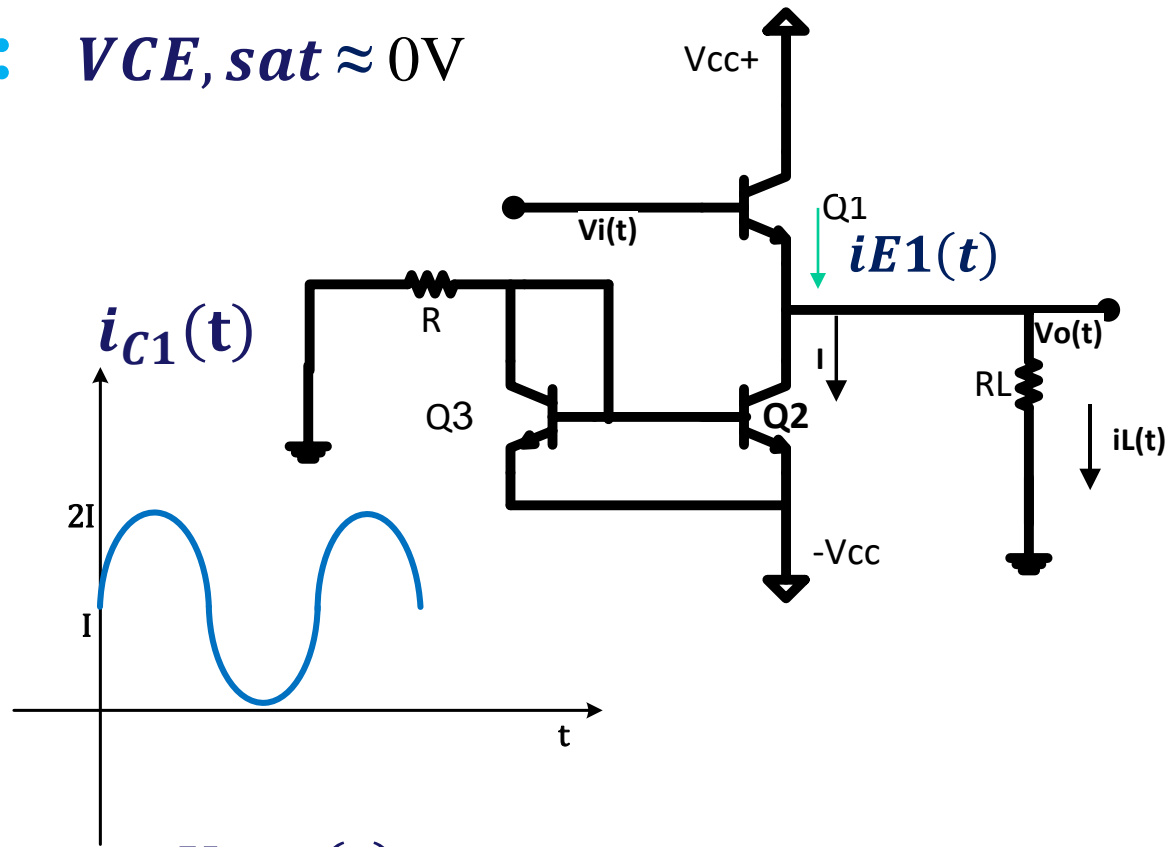 : VCE, sat ≈ 0V
Vcc+
Q1
Vi(t)
iE1(t)
R
Vo(t)
iC1(t)
I
RL
Q3
Q2
iL(t)
2I
-Vcc
I
t